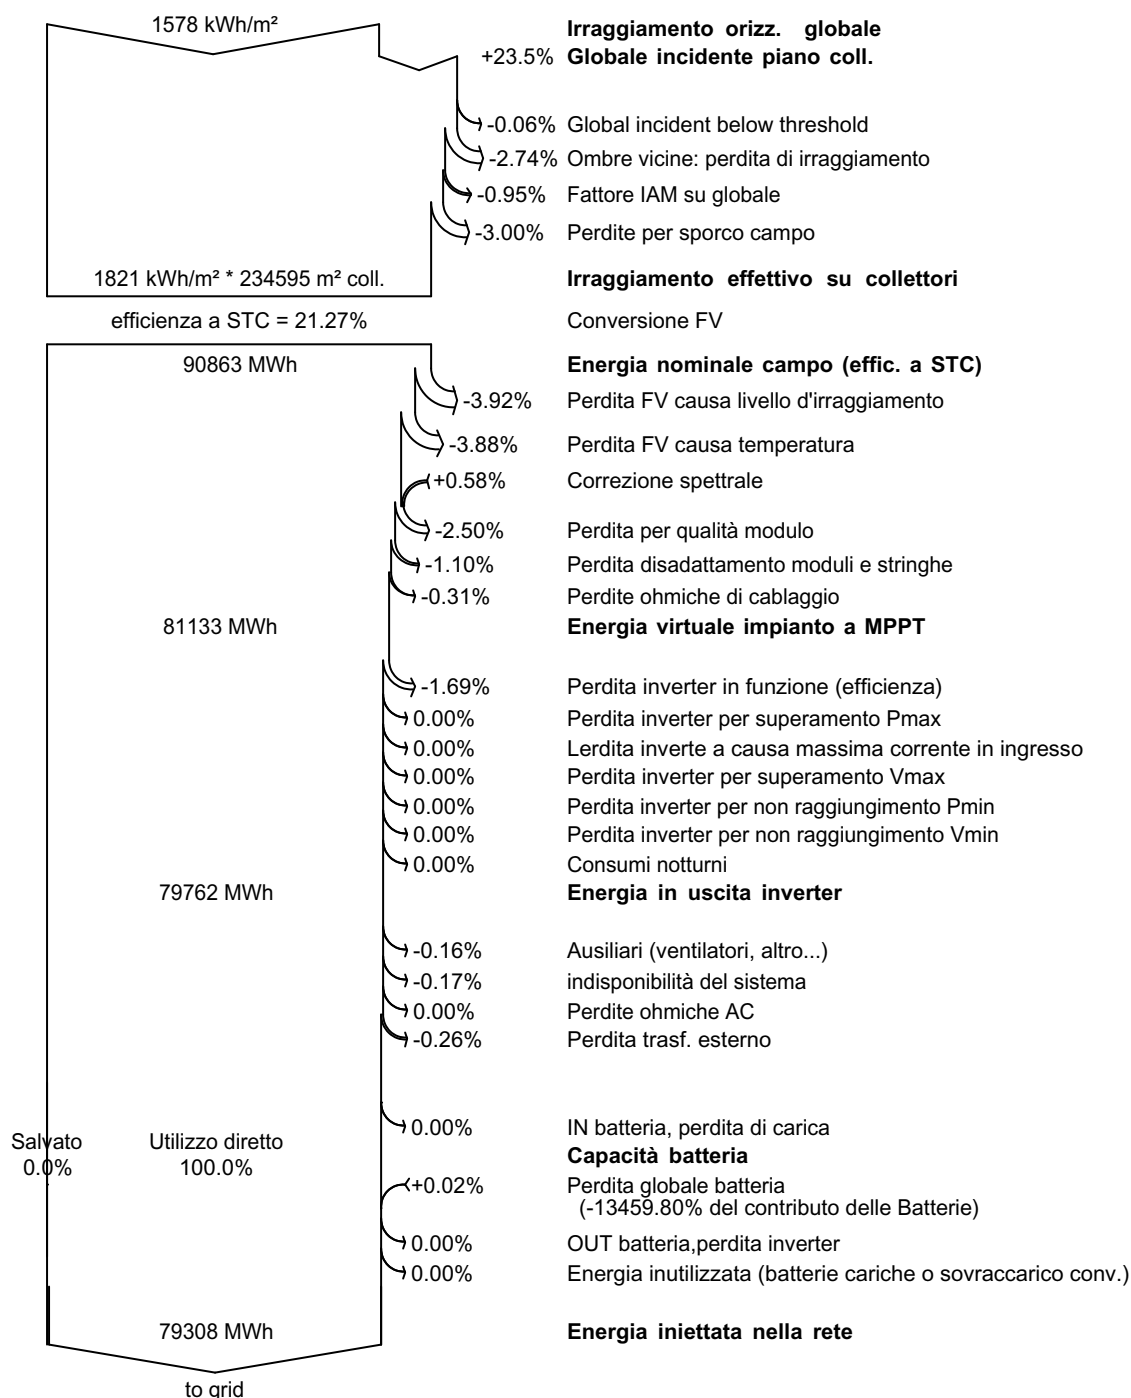 1578 kWh/m² Irraggiamento orizz. globale
+23.5% Globale incidente piano coll.
-0.06% Global incident below threshold
-2.74% Ombre vicine: perdita di irraggiamento
-0.95% Fattore IAM su globale
-3.00% Perdite per sporco campo
1821 kWh/m² * 234595 m² coll. Irraggiamento effettivo su collettori
efficienza a STC = 21.27% Conversione FV
90863 MWh Energia nominale campo (effic. a STC)
-3.92% Perdita FV causa livello d'irraggiamento
-3.88% Perdita FV causa temperatura
+0.58% Correzione spettrale
-2.50% Perdita per qualità modulo
-1.10% Perdita disadattamento moduli e stringhe
-0.31% Perdite ohmiche di cablaggio
81133 MWh Energia virtuale impianto a MPPT
-1.69% Perdita inverter in funzione (efficienza)
0.00% Perdita inverter per superamento Pmax
0.00% Lerdita inverte a causa massima corrente in ingresso
0.00% Perdita inverter per superamento Vmax
0.00% Perdita inverter per non raggiungimento Pmin
0.00% Perdita inverter per non raggiungimento Vmin
0.00% Consumi notturni
79762 MWh Energia in uscita inverter
-0.16% Ausiliari (ventilatori, altro...)
-0.17% indisponibilità del sistema
0.00% Perdite ohmiche AC
-0.26% Perdita trasf. esterno
0.00% IN batteria, perdita di carica
Salvato Utilizzo diretto Capacità batteria
0.0% 100.0%
+0.02% Perdita globale batteria
(-13459.80% del contributo delle Batterie)
0.00% OUT batteria,perdita inverter
0.00% Energia inutilizzata (batterie cariche o sovraccarico conv.)
79308 MWh Energia iniettata nella rete
to grid